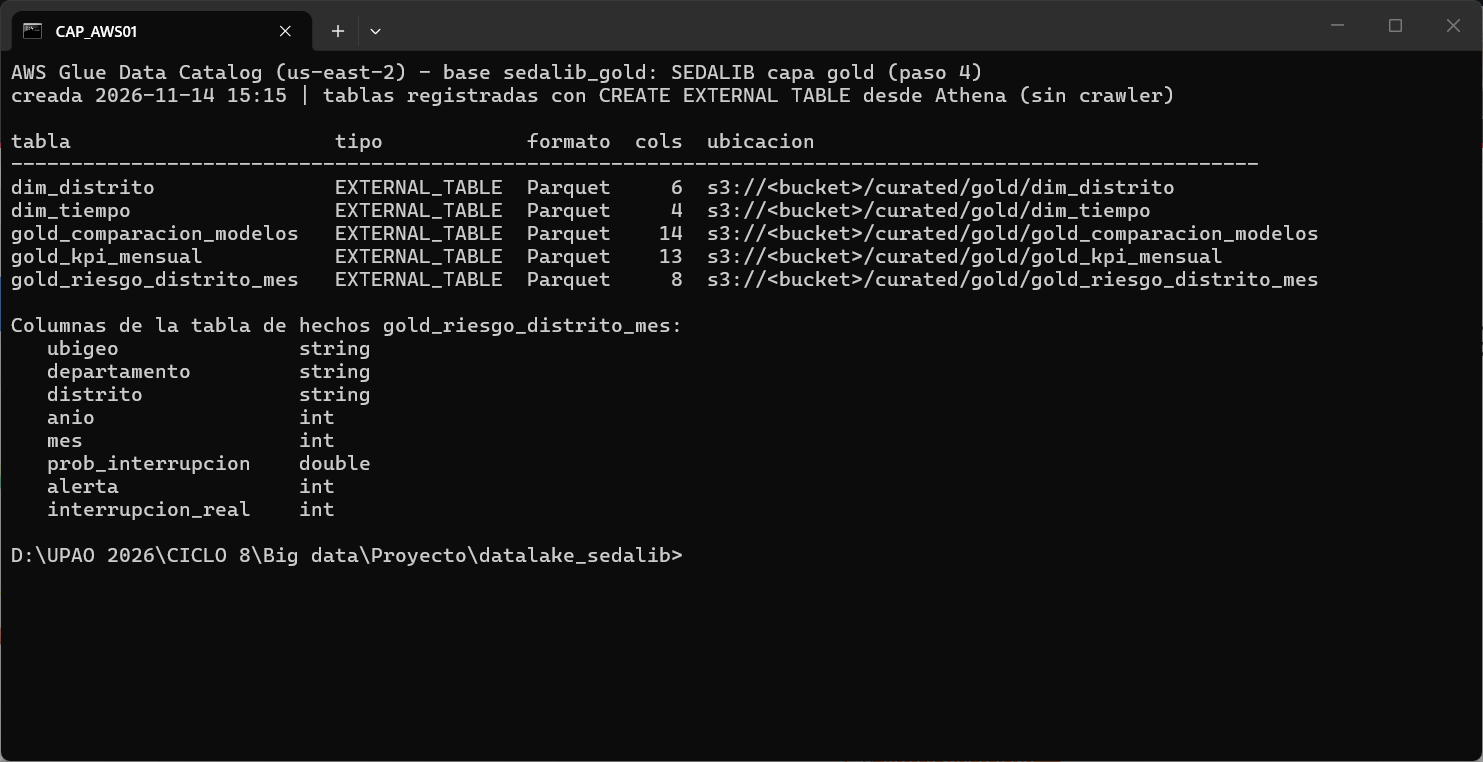 CAP_AWS01
AWS Glue Data Catalog (us-east-2) - base sedalib_gold: SEDALIB capa gold (paso 4)
creada 2026-11-14 15:15 | tablas registradas con CREATE EXTERNAL TABLE desde Athena (sin crawler)
tabla tipo formato cols ubicacion
--------------------------------------------------------------------------------------------------------
dim_distrito EXTERNAL_TABLE Parquet 6 s3://<bucket>/curated/gold/dim_distrito
dim_tiempo EXTERNAL_TABLE Parquet 4 s3://<bucket>/curated/gold/dim_tiempo
gold_comparacion_modelos EXTERNAL_TABLE Parquet 14 s3://<bucket>/curated/gold/gold_comparacion_modelos
gold_kpi_mensual EXTERNAL_TABLE Parquet 13 s3://<bucket>/curated/gold/gold_kpi_mensual
gold_riesgo_distrito_mes EXTERNAL_TABLE Parquet 8 s3://<bucket>/curated/gold/gold_riesgo_distrito_mes
Columnas de la tabla de hechos gold_riesgo_distrito_mes:
ubigeo string
departamento string
distrito string
anio int
mes int
prob_interrupcion double
alerta int
interrupcion_real int
D:\UPAO 2026\CICLO 8\Big data\Proyecto\datalake_sedalib>